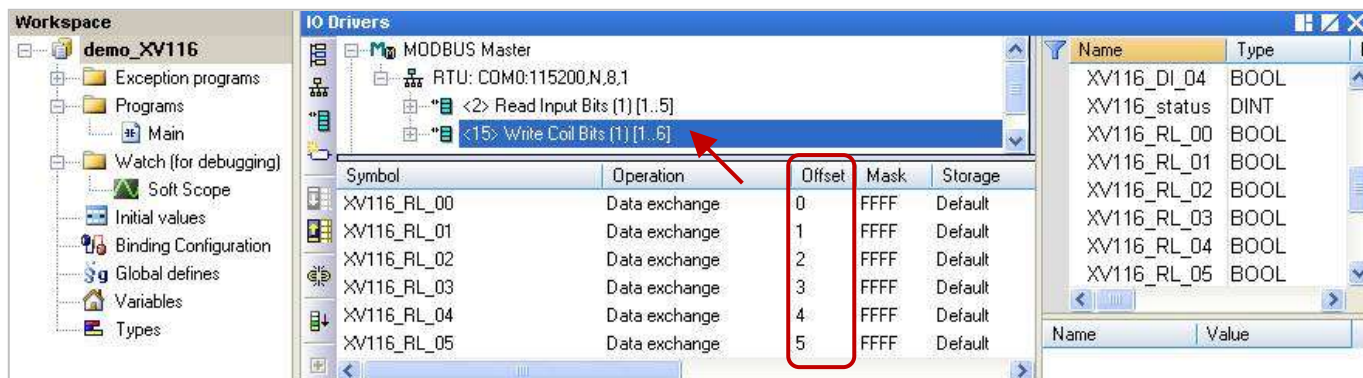 Workspace
demo_XV116
Exception programs
Programs
Main
Watch (for debugging)
Soft Scope
Initial values
Binding Configuration
Global defines
Variables
Types
IO Drivers
MODBUS Master
RTU: COM0:115200,N,8,1
<2> Read Input Bits (1) [1..5]
<15> Write Coil Bits (1) [1..6]
Symbol Operation Offset Mask Storage
XV116_RL_00 Data exchange 0 FFFF Default
XV116_RL_01 Data exchange 1 FFFF Default
XV116_RL_02 Data exchange 2 FFFF Default
XV116_RL_03 Data exchange 3 FFFF Default
XV116_RL_04 Data exchange 4 FFFF Default
XV116_RL_05 Data exchange 5 FFFF Default
Name Type
XV116_DI_04 BOOL
XV116_status DINT
XV116_RL_00 BOOL
XV116_RL_01 BOOL
XV116_RL_02 BOOL
XV116_RL_03 BOOL
XV116_RL_04 BOOL
XV116_RL_05 BOOL
Name Value